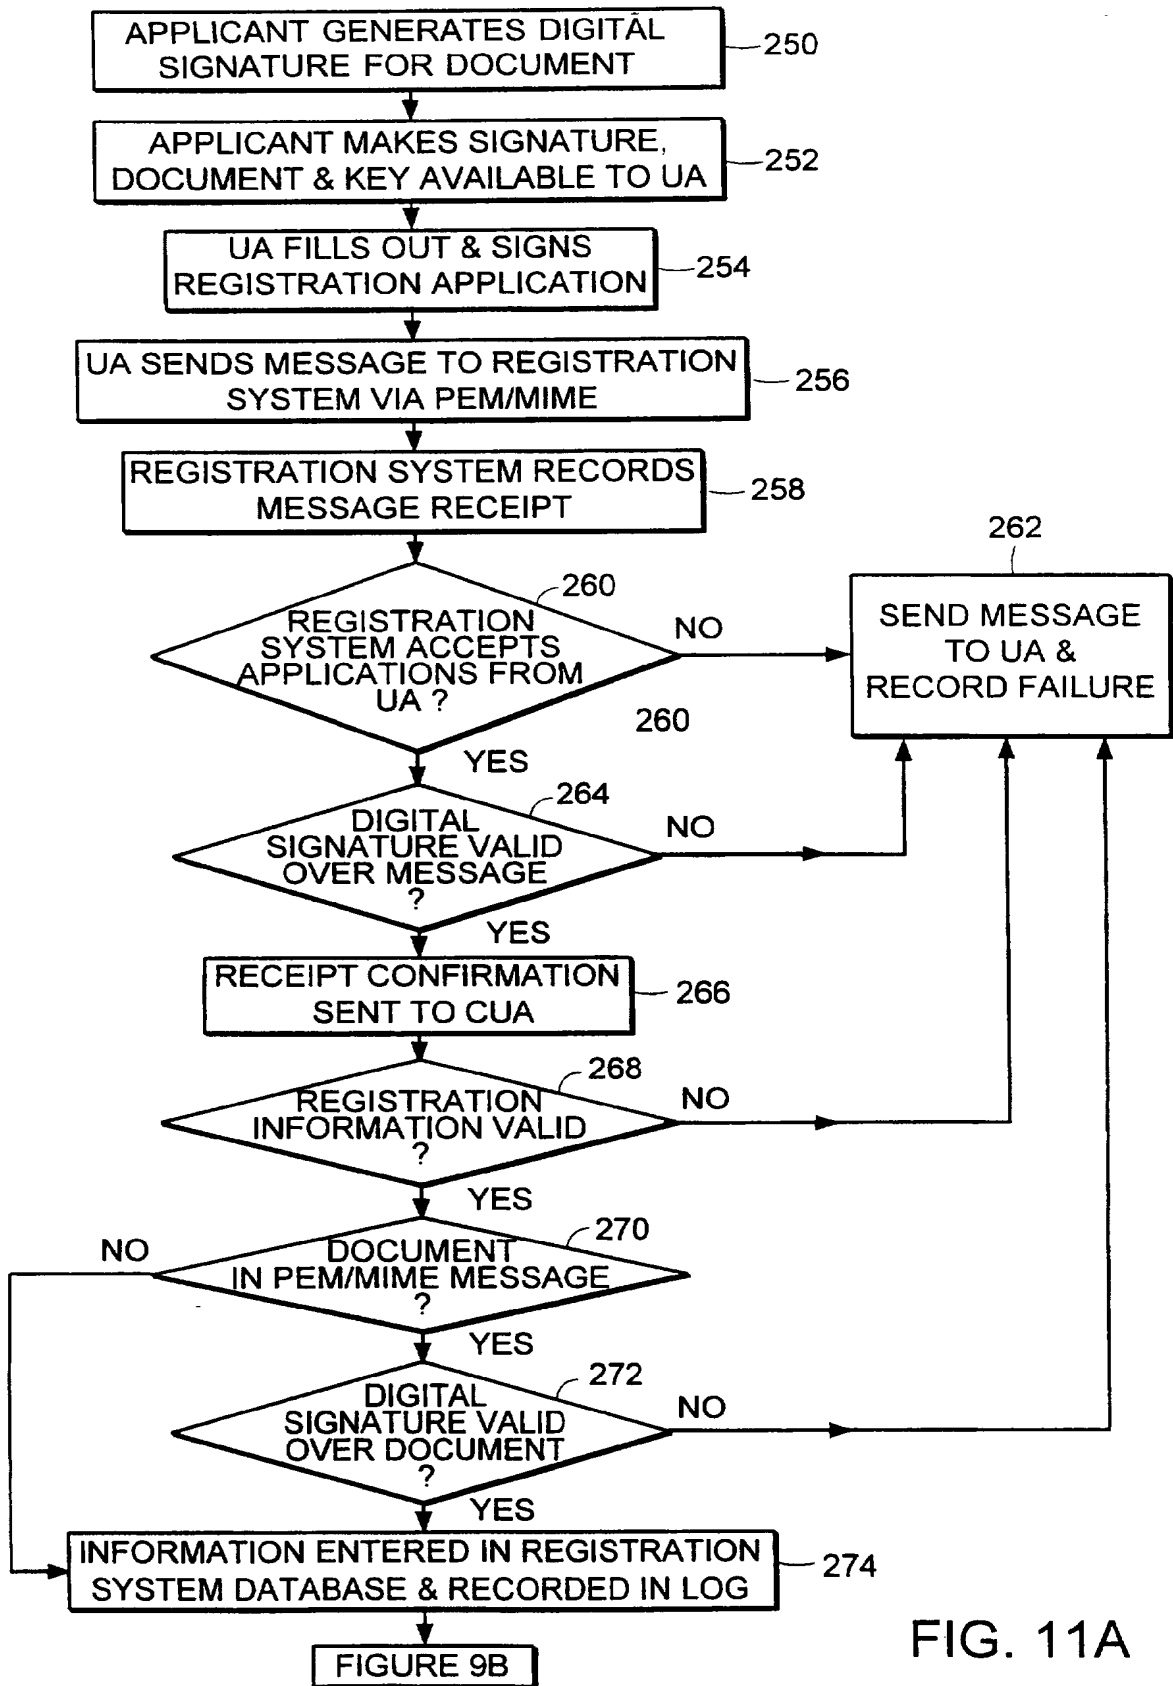 APPLICANT GENERATES DIGITAL
SIGNATURE FOR DOCUMENT
250
APPLICANT MAKES SIGNATURE,
DOCUMENT & KEY AVAILABLE TO UA
252
UA FILLS OUT & SIGNS
REGISTRATION APPLICATION
254
UA SENDS MESSAGE TO REGISTRATION
SYSTEM VIA PEM/MIME
256
REGISTRATION SYSTEM RECORDS
MESSAGE RECEIPT
258
260
REGISTRATION
SYSTEM ACCEPTS
APPLICATIONS FROM
UA ?
NO
262
SEND MESSAGE
TO UA &
RECORD FAILURE
260
YES
264
DIGITAL
SIGNATURE VALID
OVER MESSAGE
?
NO
YES
RECEIPT CONFIRMATION
SENT TO CUA
266
268
REGISTRATION
INFORMATION VALID
?
NO
YES
270
NO
DOCUMENT
IN PEM/MIME MESSAGE
?
YES
272
DIGITAL
SIGNATURE VALID
OVER DOCUMENT
?
NO
YES
INFORMATION ENTERED IN REGISTRATION
SYSTEM DATABASE & RECORDED IN LOG
274
FIGURE 9B
FIG. 11A